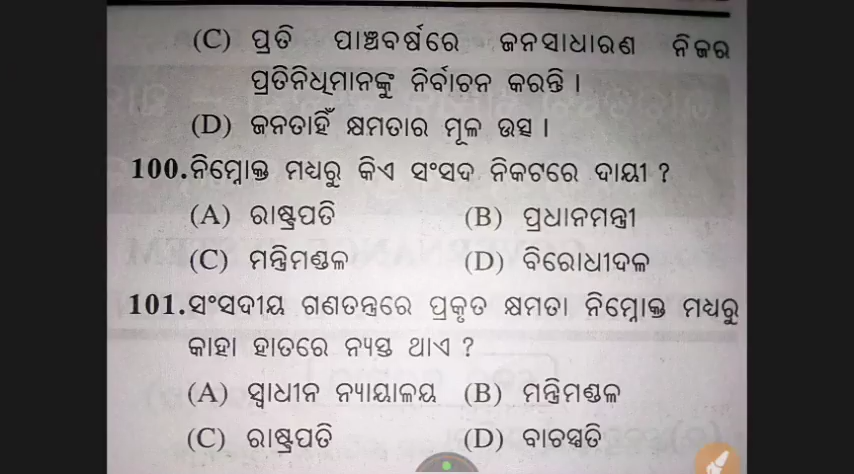 (C) ପ୍ରତି ପାଞ୍ଚବର୍ଷରେ ଜନସାଧାରଣ ନିଜର
ପ୍ରତିନିଧିମାନଙ୍କୁ ନିର୍ବାଚନ କରନ୍ତି ।
(D) ଜନତାହିଁ କ୍ଷମତାର ମୂଳ ଉତ୍ସ ।
100. ନିମ୍ନୋକ୍ତ ମଧ୍ଯରୁ କିଏ ସଂସଦ ନିକଟରେ ଦାୟୀ ?
(A) ରାଷ୍ଟ୍ରପତି (B) ପ୍ରଧାନମନ୍ତ୍ରୀ
(C) ମନ୍ତ୍ରିମଣ୍ଡଳ (D) ବିରୋଧୀଦଳ
101. ସଂସଦୀୟ ଗଣତନ୍ତ୍ରରେ ପ୍ରକୃତ କ୍ଷମତା ନିମ୍ନୋକ୍ତ ମଧ୍ଯରୁ
କାହା ହାତରେ ନ୍ୟସ୍ତ ଥାଏ ?
(A) ସ୍ୱାଧୀନ ନ୍ୟାୟାଳୟ (B) ମନ୍ତ୍ରିମଣ୍ଡଳ
(C) ରାଷ୍ଟ୍ରପତି (D) ବାଚସ୍ପତି